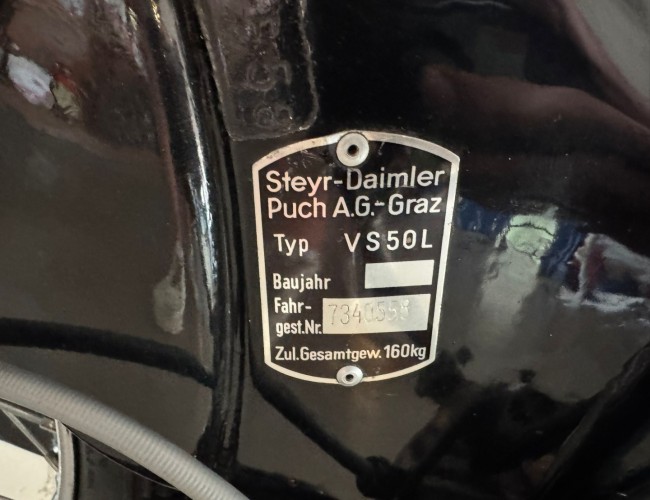 Steyr-Daimler
Puch A.G.-Graz
Typ VS50L
Baujahr
Fahr-
gest.Nr.
Zul.Gesamtgew. 160kg